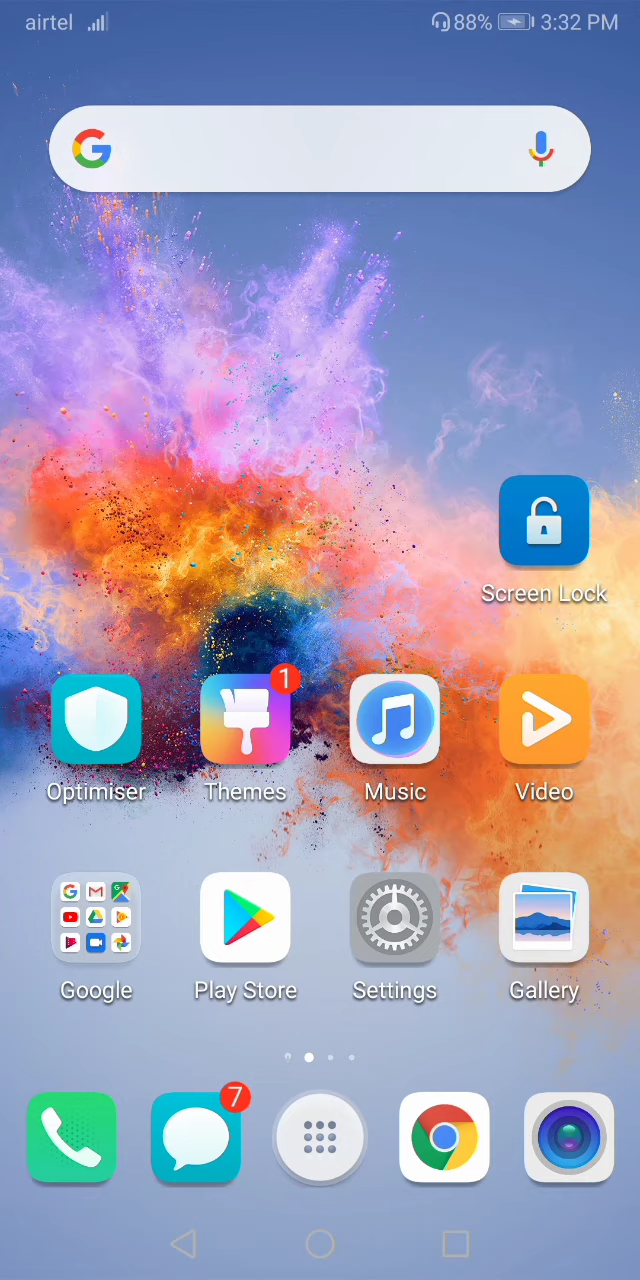 airtel 88% 3:32 PM
Screen Lock
1
Optimiser Themes Music Video
Google Play Store Settings Gallery
7